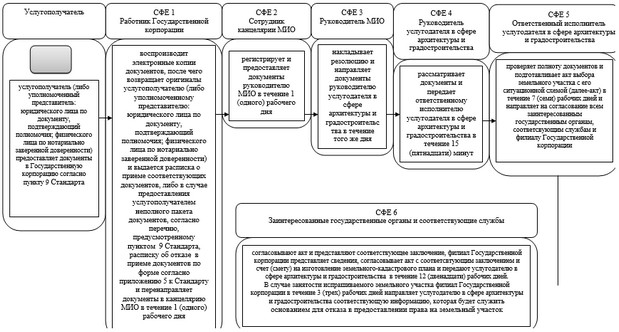 Услугополучатель
услугополучатель (либо
уполномоченный
представитель:
юридического лица по
документу,
подтверждающий
полномочия; физического
лица по нотариально
заверенной доверенности)
предоставляет документы
в Государственную
корпорацию согласно
пункту 9 Стандарта
СФЕ 1
Работник Государственной
корпорации
воспроизводит
электронные копии
документов, после чего
возвращает оригиналы
услугополучателю (либо
уполномоченному
представителю:
юридического лица по
документу,
подтверждающий
полномочия; физического
лица по нотариально
заверенной доверенности)
и выдается расписка о
приеме соответствующих
документов, либо в случае
предоставления
услугополучателем
неполного пакета
документов, согласно
перечню,
предусмотренному
пунктом 9 Стандарта,
расписку об отказе в
приеме документов по
форме согласно
приложению 5 к Стандарту
и перенаправляет
документы в канцелярию
МИО в течение 1 (одного)
рабочего дня
СФЕ 2
Сотрудник
канцелярии МИО
регистрирует и
предоставляет
документы
руководителю
МИО в течение 1
(одного) рабочего
дня
СФЕ 3
Руководитель МИО
накладывает
резолюцию и
направляет
документы
руководителю
услугодателя в
сфере
архитектуры и
градостроительс
тва в течение
того же дня
СФЕ 4
Руководитель
услугодателя в сфере
архитектуры и
градостроительства
рассматривает
документы и
передает
ответственному
исполнителю
услугодателя в
сфере
архитектуры и
градостроительств
а в течение 15
(пятнадцати) минут
СФЕ 5
Ответственный исполнитель
услугодателя в сфере архитектуры
и градостроительства
проверяет полноту документов и
подготавливает акт выбора
земельного участка с его
ситуационной схемой (далее-акт) в
течение 7 (семи) рабочих дней и
направляет на согласование всем
заинтересованным
государственным органам,
соответсвующим службам и
филиалу Государственной
корпорации
СФЕ 6
Заинтересованные государственные органы и соответствующие службы
согласовывают акт и представляют соответствующее заключение, филиал Государственной
корпорации представляет сведения, согласовывает акт с соответсвующим заключением и
счет (смету) на изготовление земельного-кадастрового плана и передают услугодателю в
сфере архитектуры и градостроительства в течение 12 (двенадцати) рабочих дней.
В случае занятости испрашиваемого земельного участка филиал Государственной
корпорации в течение 3 (трех) рабочих дней направляет услугодателю в сфере архитектуры
и градостроительства соответствующую информацию, которая будет служить
основанием для отказа в предоставлении права на земельный участок